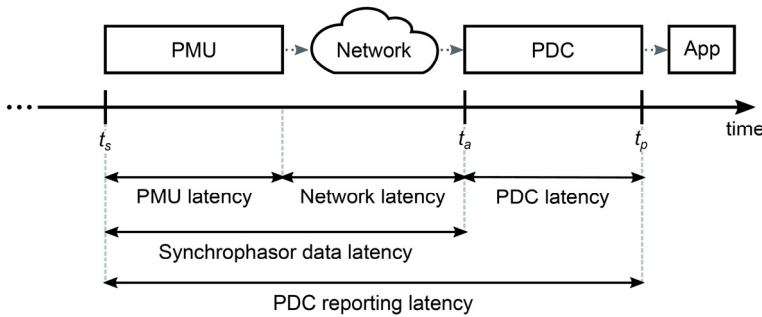 PMU Network PDC App
...
time
t_s t_a t_p
PMU latency Network latency PDC latency
Synchrophasor data latency
PDC reporting latency